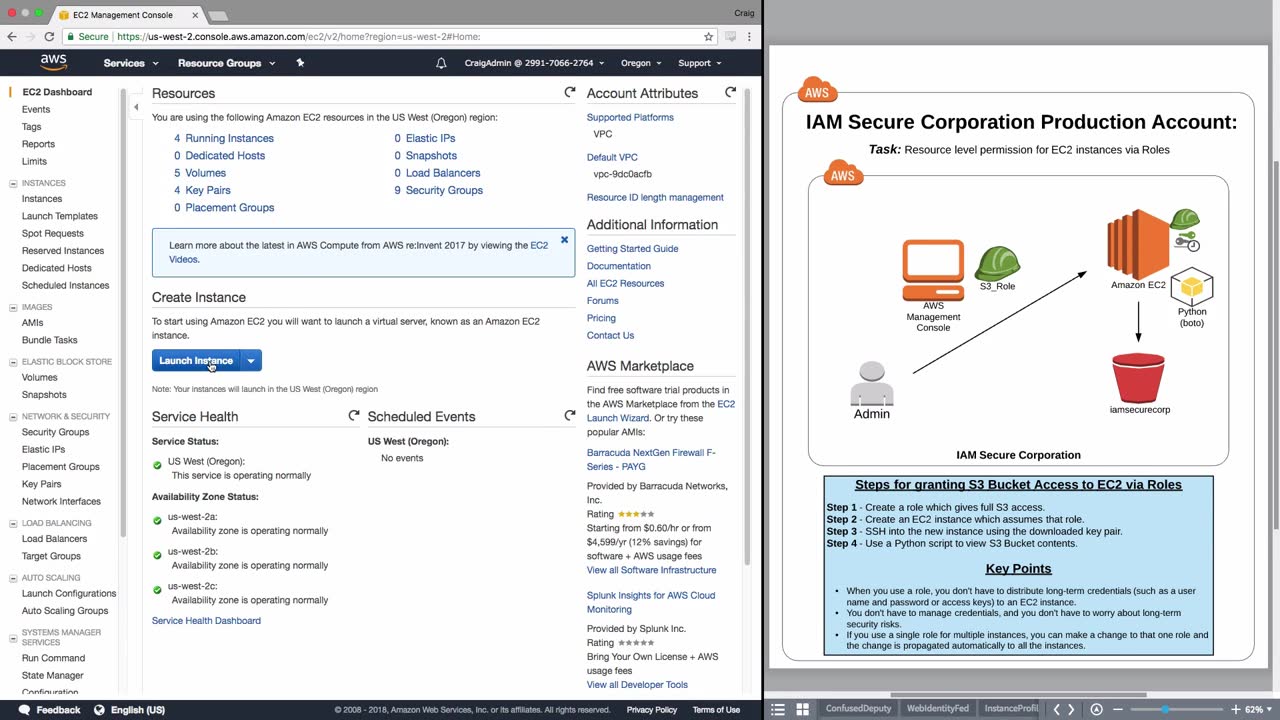 EC2 Management Console
Craig
Secure
https://us-west-2.console.aws.amazon.com/ec2/v2/home?region=us-west-2#Home:
aws
Services
Resource Groups
CraigAdmin @ 2991-7066-2764
Oregon
Support
EC2 Dashboard
Events
Tags
Reports
Limits
INSTANCES
Instances
Launch Templates
Spot Requests
Reserved Instances
Dedicated Hosts
Scheduled Instances
IMAGES
AMIs
Bundle Tasks
ELASTIC BLOCK STORE
Volumes
Snapshots
NETWORK & SECURITY
Security Groups
Elastic IPs
Placement Groups
Key Pairs
Network Interfaces
LOAD BALANCING
Load Balancers
Target Groups
AUTO SCALING
Launch Configurations
Auto Scaling Groups
SYSTEMS MANAGER
SERVICES
Run Command
State Manager
Configuration
Resources
You are using the following Amazon EC2 resources in the US West (Oregon) region:
4 Running Instances
0 Elastic IPs
0 Dedicated Hosts
0 Snapshots
5 Volumes
0 Load Balancers
4 Key Pairs
9 Security Groups
0 Placement Groups
Learn more about the latest in AWS Compute from AWS re:Invent 2017 by viewing the EC2
Videos.
Create Instance
To start using Amazon EC2 you will want to launch a virtual server, known as an Amazon EC2
instance.
Launch Instance
Note: Your instances will launch in the US West (Oregon) region
Service Health
Service Status:
US West (Oregon):
This service is operating normally
Availability Zone Status:
us-west-2a:
Availability zone is operating normally
us-west-2b:
Availability zone is operating normally
us-west-2c:
Availability zone is operating normally
Service Health Dashboard
Scheduled Events
US West (Oregon):
No events
Account Attributes
Supported Platforms
VPC
Default VPC
vpc-9dc0acfb
Resource ID length management
Additional Information
Getting Started Guide
Documentation
All EC2 Resources
Forums
Pricing
Contact Us
AWS Marketplace
Find free software trial products in
the AWS Marketplace from the EC2
Launch Wizard. Or try these
popular AMIs:
Barracuda NextGen Firewall F-
Series - PAYG
Provided by Barracuda Networks,
Inc.
Rating
Starting from $0.60/hr or from
$4,599/yr (12% savings) for
software + AWS usage fees
View all Software Infrastructure
Splunk Insights for AWS Cloud
Monitoring
Provided by Splunk Inc.
Rating
Bring Your Own License + AWS
usage fees
View all Developer Tools
Feedback
English (US)
© 2008 - 2018, Amazon Web Services, Inc. or its affiliates. All rights reserved.
Privacy Policy
Terms of Use
AWS
IAM Secure Corporation Production Account:
Task: Resource level permission for EC2 instances via Roles
AWS
S3_Role
AWS
Management
Console
Amazon EC2
Python
(boto)
Admin
iamsecurecorp
IAM Secure Corporation
Steps for granting S3 Bucket Access to EC2 via Roles
Step 1 - Create a role which gives full S3 access.
Step 2 - Create an EC2 instance which assumes that role.
Step 3 - SSH into the new instance using the downloaded key pair.
Step 4 - Use a Python script to view S3 Bucket contents.
Key Points
• When you use a role, you don't have to distribute long-term credentials (such as a user
name and password or access keys) to an EC2 instance.
• You don't have to manage credentials, and you don't have to worry about long-term
security risks.
• If you use a single role for multiple instances, you can make a change to that one role and
the change is propagated automatically to all the instances.
ConfusedDeputy
WebIdentityFed
InstanceProfil
62%